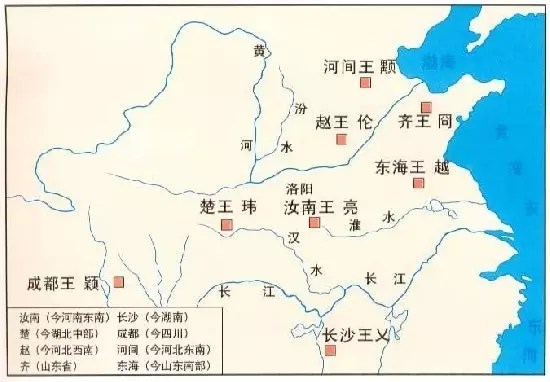 黄
河
汾
水
渤海
河间王 颙
赵王 伦
齐王 冏
黄
海
东海王 越
洛阳
楚王 玮
汝南王 亮
淮 水
汉
水
成都王 颖
长 江
长 江
长沙王乂
东
汝南（今河南东南） 长沙（今湖南）
楚（今湖北中部） 成都（今四川）
赵（今河北西南） 河间（今河北东南）
齐（山东省） 东海（今山东南部）